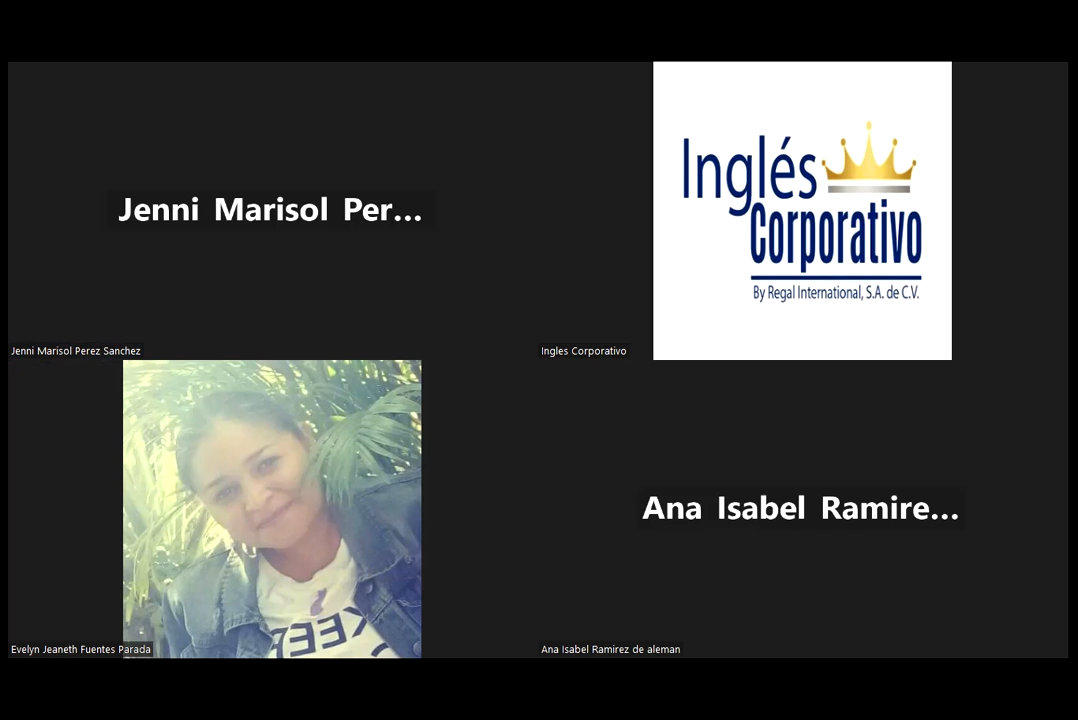 Jenni Marisol Per...
Inglés
Corporativo
By Regal International, S.A. de C.V.
Jenni Marisol Perez Sanchez
Ingles Corporativo
Ana Isabel Ramire...
Evelyn Jeaneth Fuentes Parada
Ana Isabel Ramirez de aleman